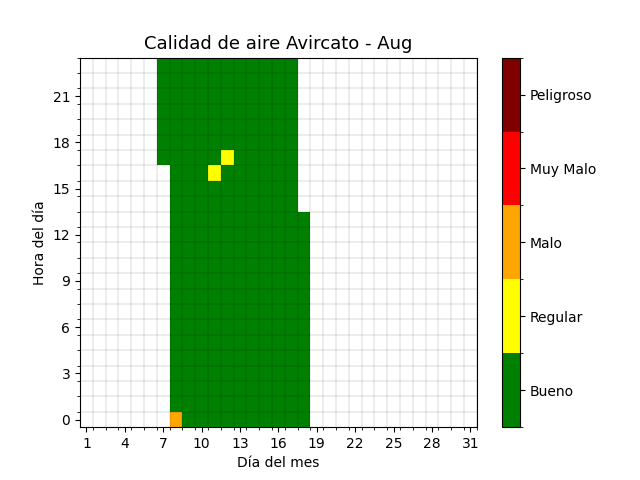 Calidad de aire Avircato - Aug
Hora del día
21
18
15
12
9
6
3
0
1 4 7 10 13 16 19 22 25 28 31
Día del mes
Peligroso
Muy Malo
Malo
Regular
Bueno